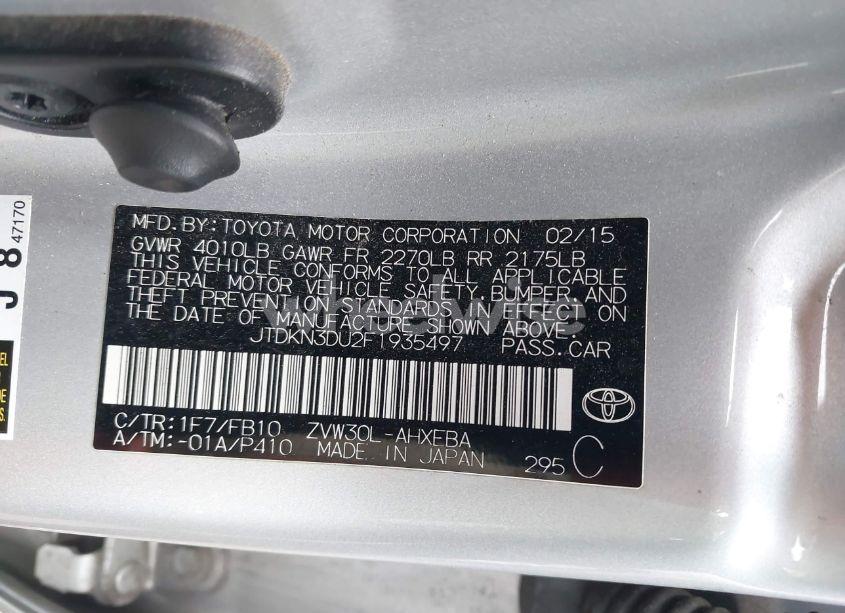 MFD.BY:TOYOTA MOTOR CORPORATION 02/15
GVWR 4010LB GAWR FR 2270LB RR 2175LB
THIS VEHICLE CONFORMS TO ALL APPLICABLE
FEDERAL MOTOR VEHICLE SAFETY, BUMPER, AND
THEFT PREVENTION STANDARDS IN EFFECT ON
THE DATE OF MANUFACTURE SHOWN ABOVE.
JTDKN3DU2F1935497 PASS.CAR
C/TR:1F7/FB10 ZVW30L-AHXEBA
A/TM:-01A/P410 MADE IN JAPAN 295 C
J 8 47170